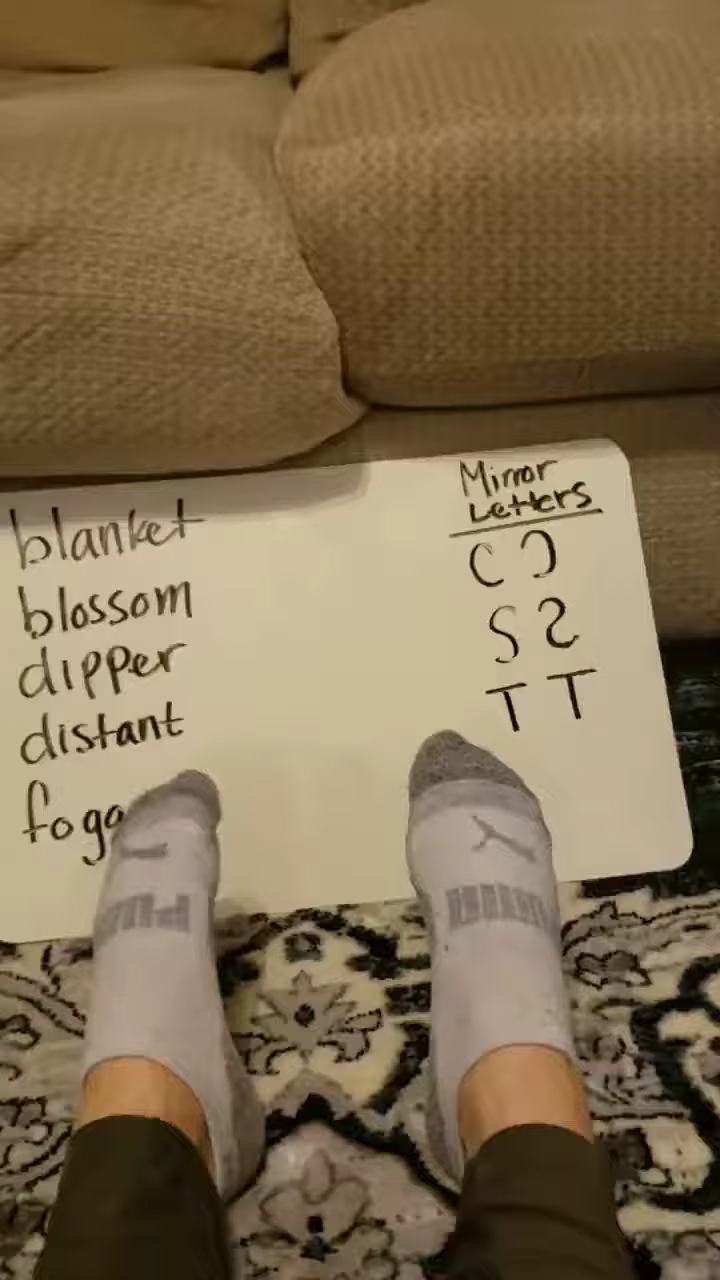 blanket
blossom
dipper
distant
Mirror
Letters
C Ɔ
S Ƨ
T T